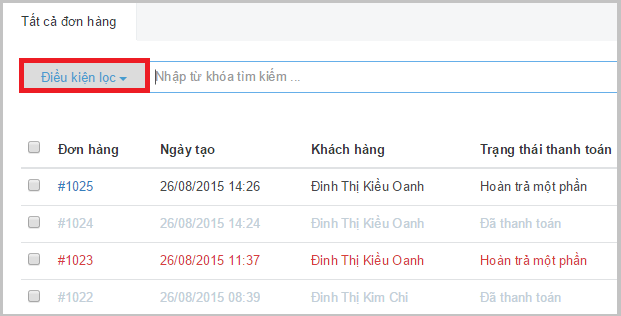 Tất cả đơn hàng
Điều kiện lọc
Nhập từ khóa tìm kiếm ...
Đơn hàng Ngày tạo Khách hàng Trạng thái thanh toán
#1025 26/08/2015 14:26 Đinh Thị Kiều Oanh Hoàn trả một phần
#1024 26/08/2015 14:24 Đinh Thị Kiều Oanh Đã thanh toán
#1023 26/08/2015 11:37 Đinh Thị Kiều Oanh Hoàn trả một phần
#1022 26/08/2015 08:39 Đinh Thị Kim Chi Đã thanh toán